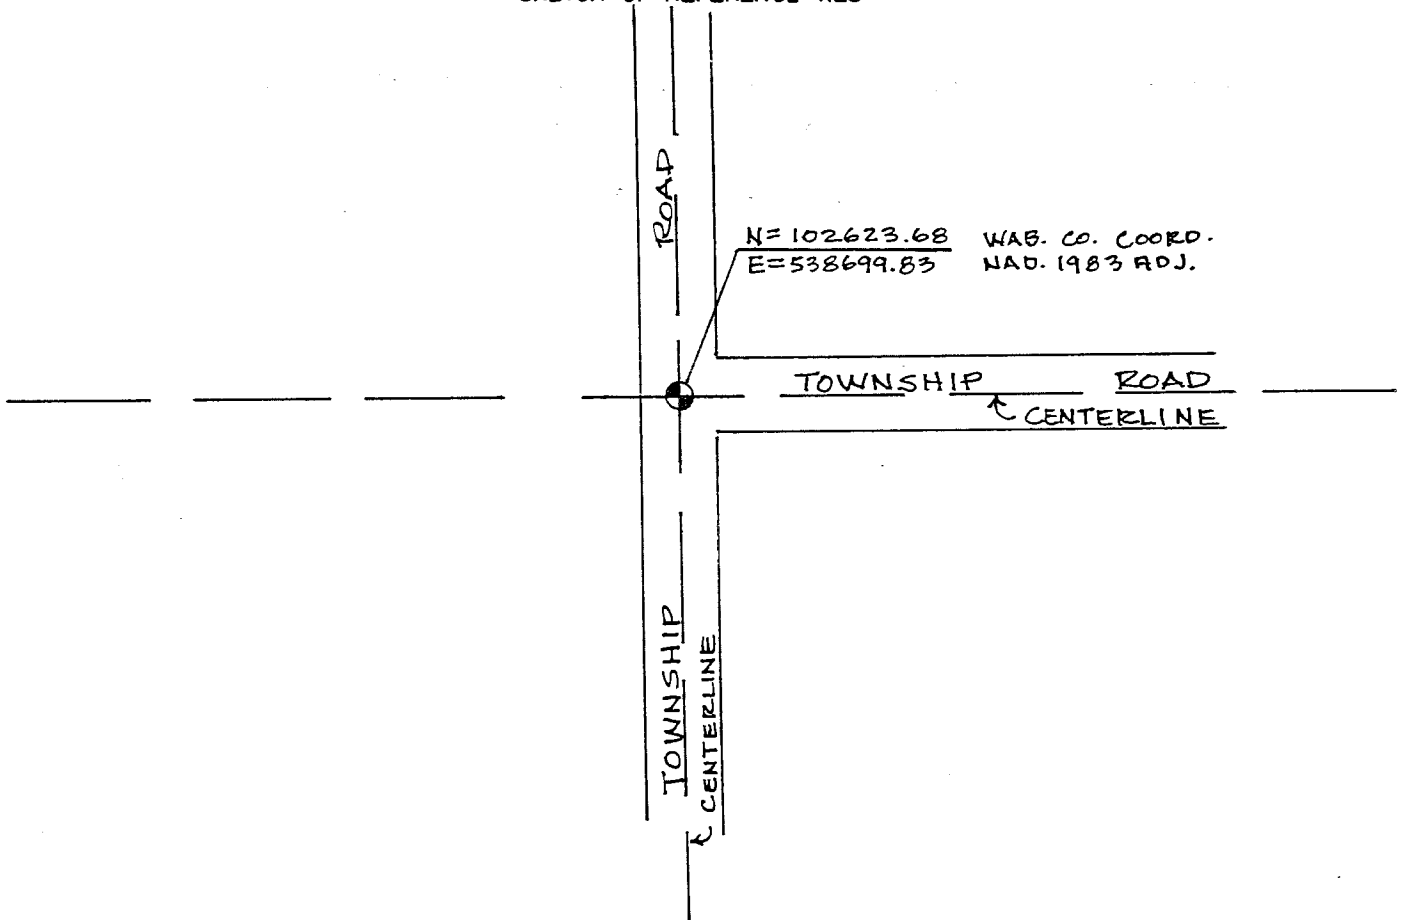 ROAD
N=102623.68 WAB. CO. COORD.
E=538699.83 NAD. 1983 ADJ.
TOWNSHIP ROAD
CENTERLINE
TOWNSHIP
CENTERLINE